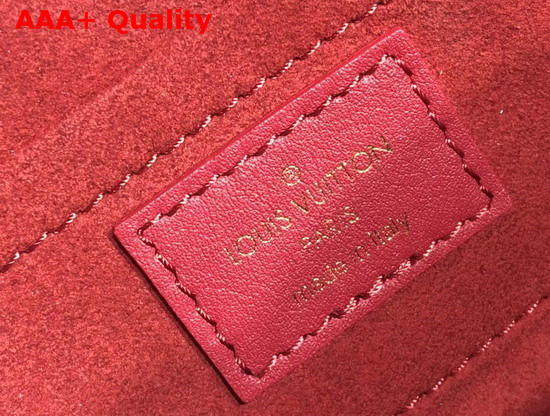 AAA+ Quality
®
LOUIS VUITTON
PARIS
made in Italy